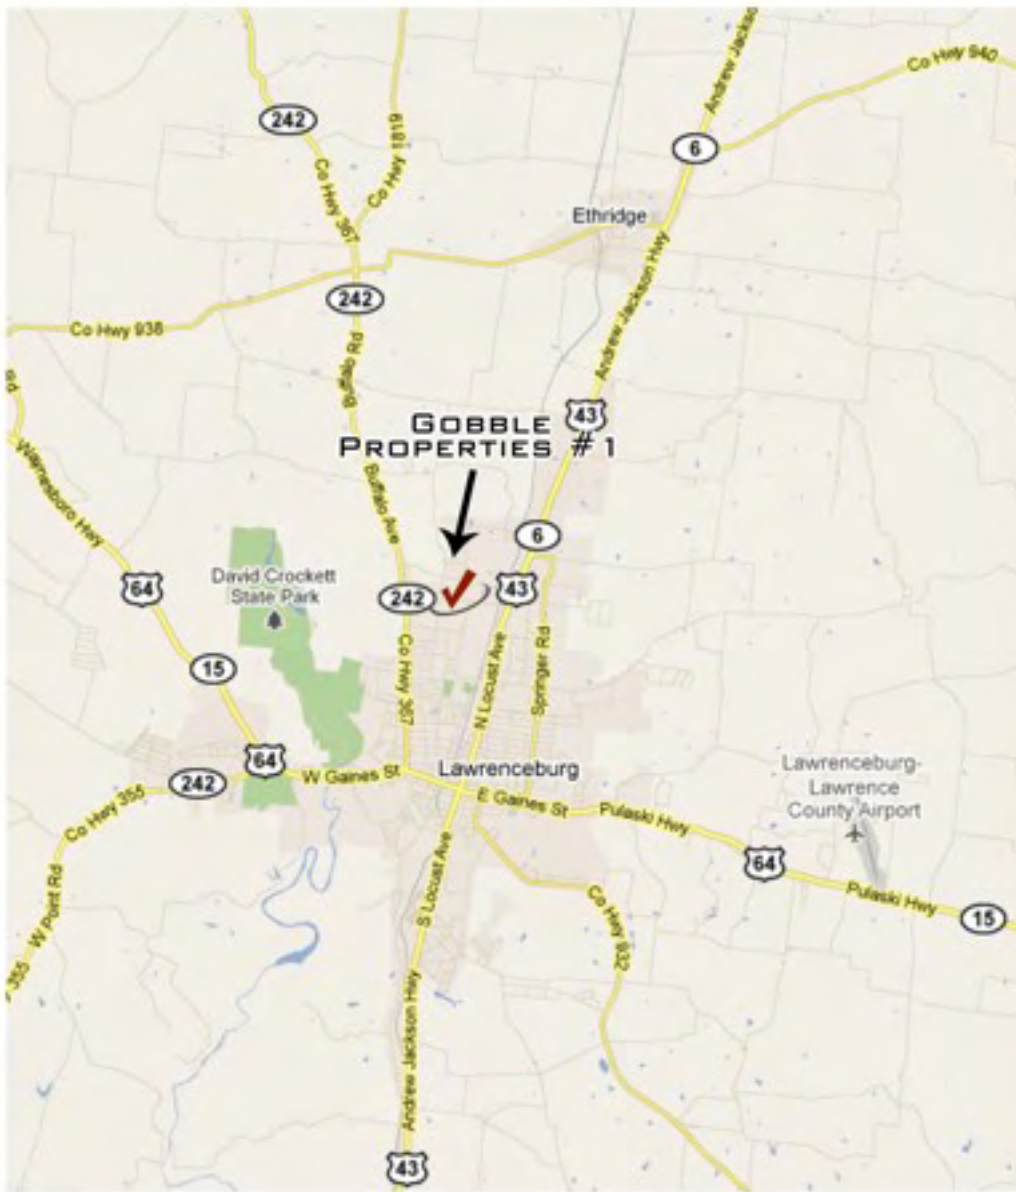 Andrew Jackson
Co Hwy 940
242
Co Hwy 1819
6
Co Hwy 367
Ethridge
242
Andrew Jackson Hwy
Co Hwy 938
Buffalo Rd
Rd
43
GOBBLE
PROPERTIES #1
Waynesboro Hwy
Buffalo Ave
6
64
David Crockett
State Park
242
43
15
Co Hwy 367
N Locust Ave
Springer Rd
64
W Gaines St
Lawrenceburg
Lawrenceburg-
Lawrence
County Airport
242
Co Hwy 355
E Gaines St
Pulaski Hwy
64
S Locust Ave
Pulaski Hwy
15
W Point Rd
Co Hwy 932
355
Andrew Jackson Hwy
43